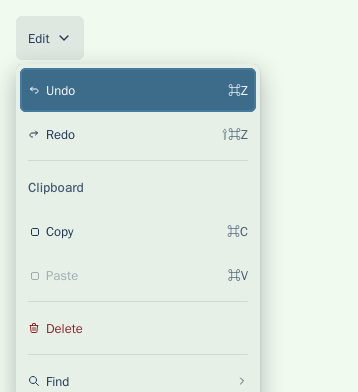 Edit
Undo ⌘Z
Redo ⇧⌘Z
Clipboard
Copy ⌘C
Paste ⌘V
Delete
Find